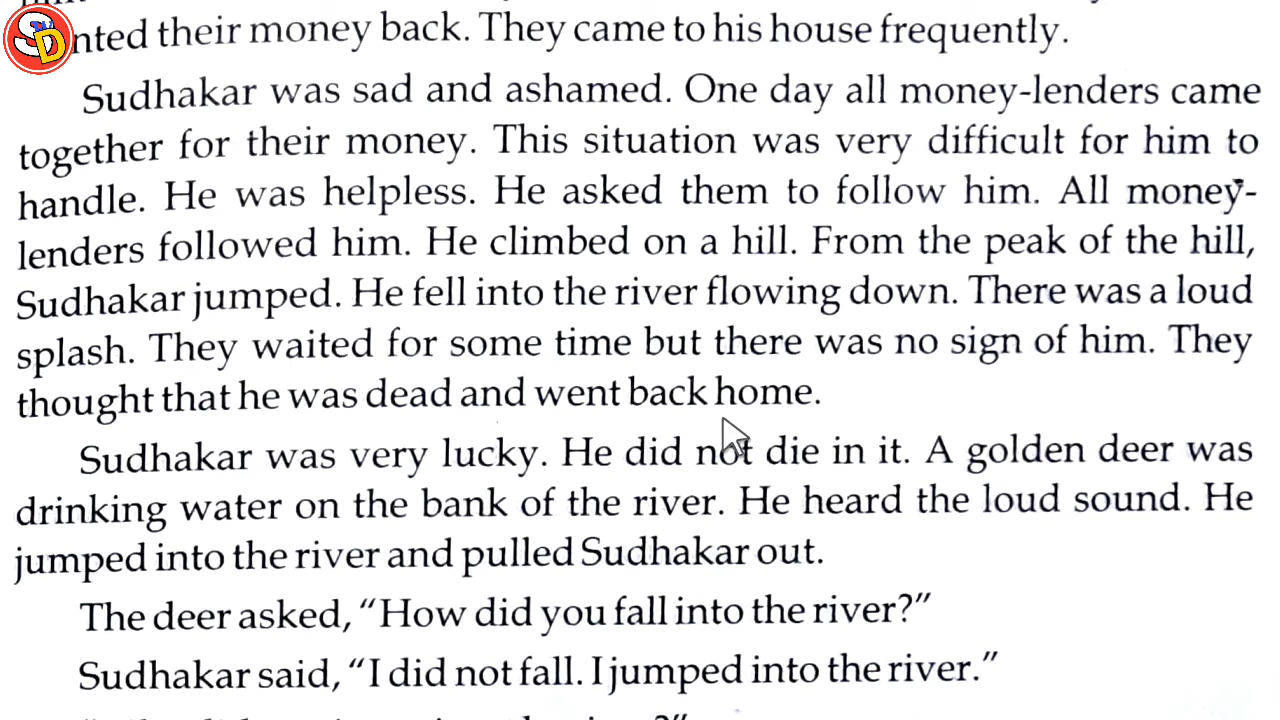 nted their money back. They came to his house frequently.
Sudhakar was sad and ashamed. One day all money-lenders came
together for their money. This situation was very difficult for him to
handle. He was helpless. He asked them to follow him. All money-
lenders followed him. He climbed on a hill. From the peak of the hill,
Sudhakar jumped. He fell into the river flowing down. There was a loud
splash. They waited for some time but there was no sign of him. They
thought that he was dead and went back home.
Sudhakar was very lucky. He did not die in it. A golden deer was
drinking water on the bank of the river. He heard the loud sound. He
jumped into the river and pulled Sudhakar out.
The deer asked, “How did you fall into the river?”
Sudhakar said, “I did not fall. I jumped into the river.”